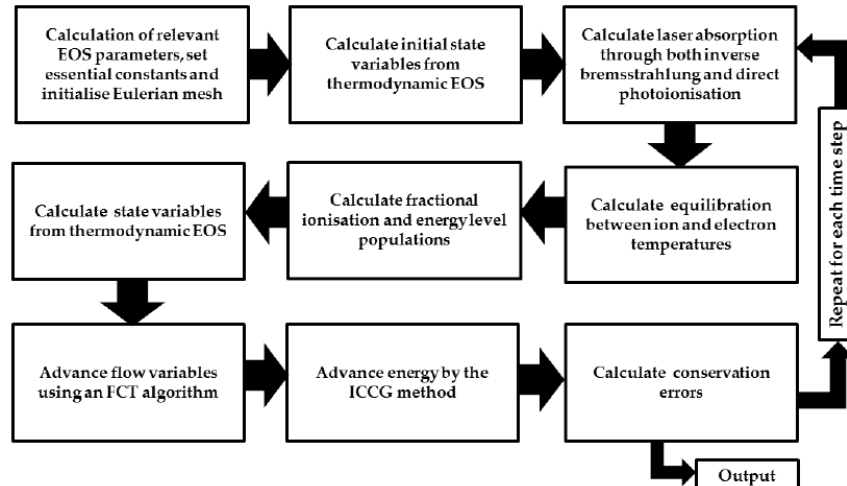 Calculation of relevant
EOS parameters, set
essential constants and
initialise Eulerian mesh
Calculate initial state
variables from
thermodynamic EOS
Calculate laser absorption
through both inverse
bremsstrahlung and direct
photoionisation
Calculate equilibration
between ion and electron
temperatures
Calculate fractional
ionisation and energy level
populations
Calculate state variables
from thermodynamic EOS
Advance flow variables
using an FCT algorithm
Advance energy by the
ICCG method
Calculate conservation
errors
Repeat for each time step
Output